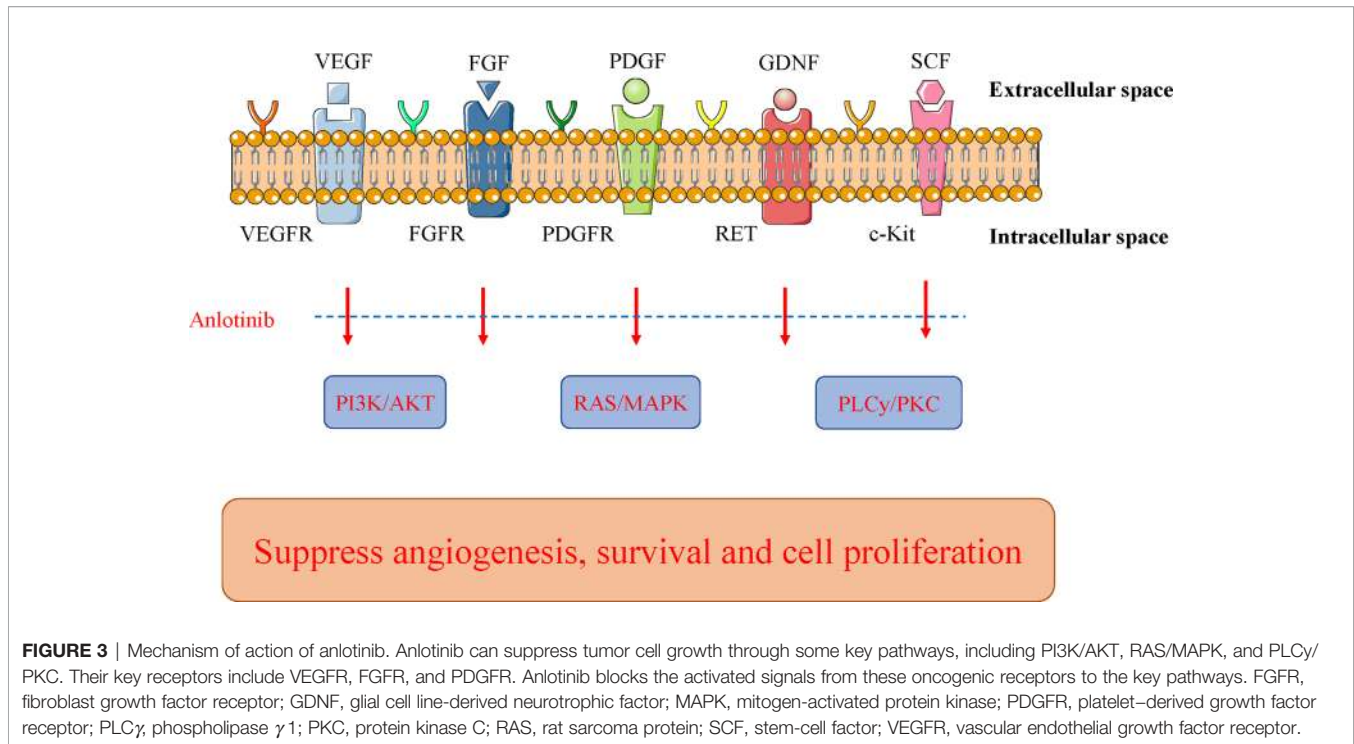 VEGF FGF PDGF GDNF SCF
Extracellular space
VEGFR FGFR PDGFR RET c-Kit
Intracellular space
Anlotinib
PI3K/AKT RAS/MAPK PLCy/PKC
Suppress angiogenesis, survival and cell proliferation
FIGURE 3 | Mechanism of action of anlotinib. Anlotinib can suppress tumor cell growth through some key pathways, including PI3K/AKT, RAS/MAPK, and PLCy/
PKC. Their key receptors include VEGFR, FGFR, and PDGFR. Anlotinib blocks the activated signals from these oncogenic receptors to the key pathways. FGFR,
fibroblast growth factor receptor; GDNF, glial cell line-derived neurotrophic factor; MAPK, mitogen-activated protein kinase; PDGFR, platelet–derived growth factor
receptor; PLCγ, phospholipase γ1; PKC, protein kinase C; RAS, rat sarcoma protein; SCF, stem-cell factor; VEGFR, vascular endothelial growth factor receptor.